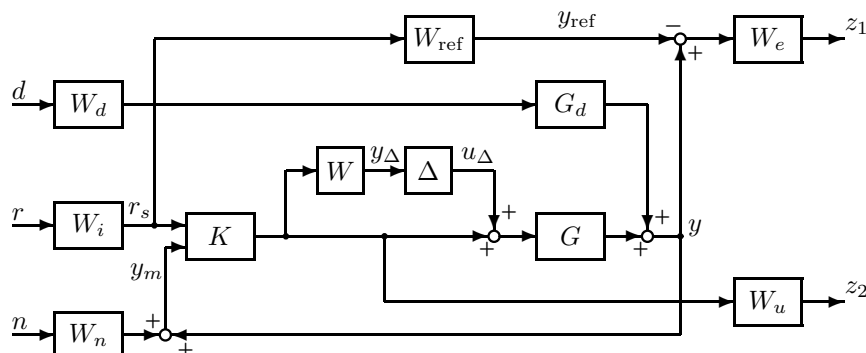 y_ref − z_1
W_ref + W_e
d W_d G_d
W y_Δ Δ u_Δ
r W_i r_s K + + G + + y
y_m
n W_n + + W_u z_2